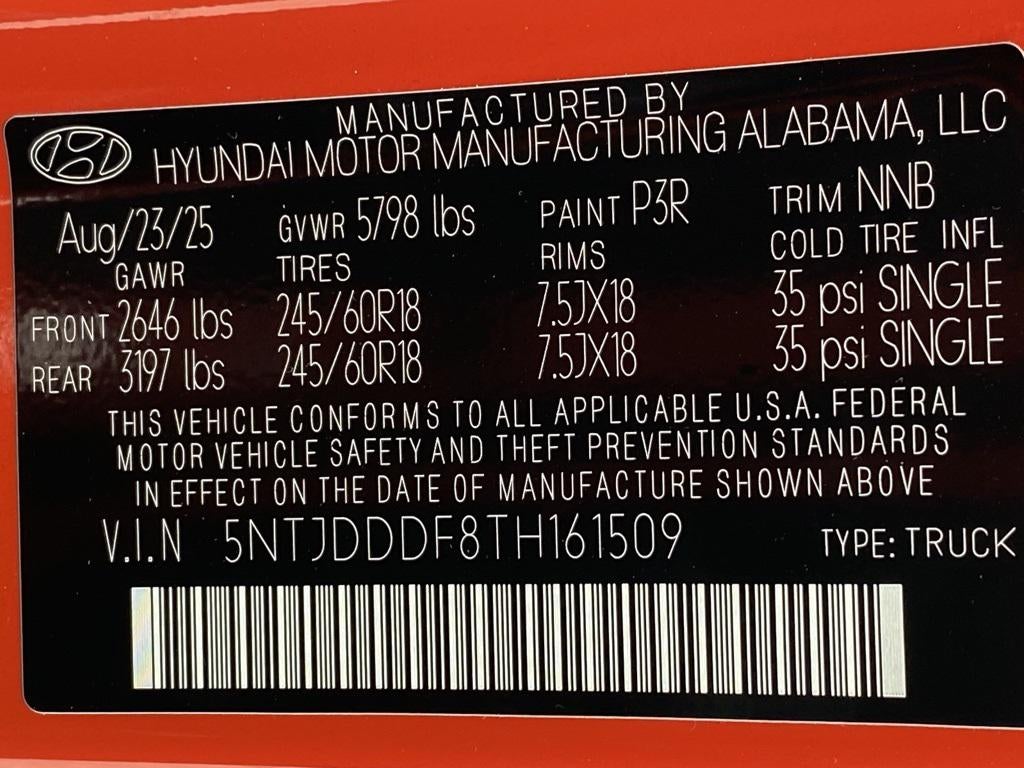 MANUFACTURED BY
HYUNDAI MOTOR MANUFACTURING ALABAMA, LLC
Aug/23/25 GVWR 5798 lbs PAINT P3R TRIM NNB
GAWR TIRES RIMS COLD TIRE INFL
FRONT 2646 lbs 245/60R18 7.5JX18 35 psi SINGLE
REAR 3197 lbs 245/60R18 7.5JX18 35 psi SINGLE
THIS VEHICLE CONFORMS TO ALL APPLICABLE U.S.A. FEDERAL
MOTOR VEHICLE SAFETY AND THEFT PREVENTION STANDARDS
IN EFFECT ON THE DATE OF MANUFACTURE SHOWN ABOVE
V.I.N 5NTJDDDF8TH161509 TYPE: TRUCK